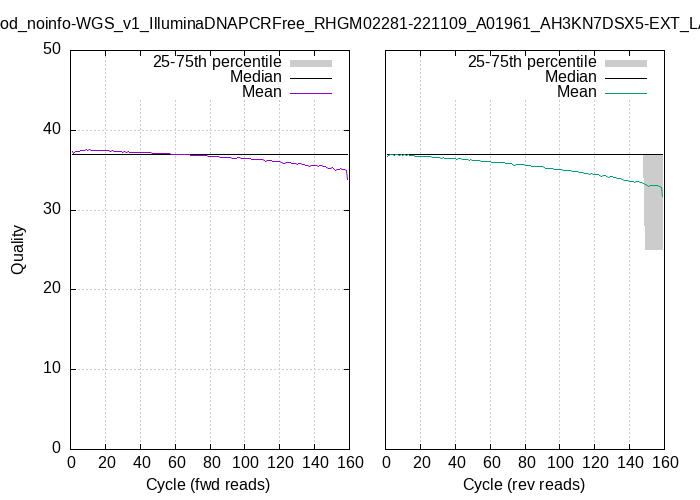 od_noinfo-WGS_v1_IlluminaDNAPCRFree_RHGM02281-221109_A01961_AH3KN7DSX5-EXT_LA
50
40
30
20
10
0
Quality
25-75th percentile
Median
Mean
0 20 40 60 80 100 120 140 160
Cycle (fwd reads)
25-75th percentile
Median
Mean
0 20 40 60 80 100 120 140 160
Cycle (rev reads)